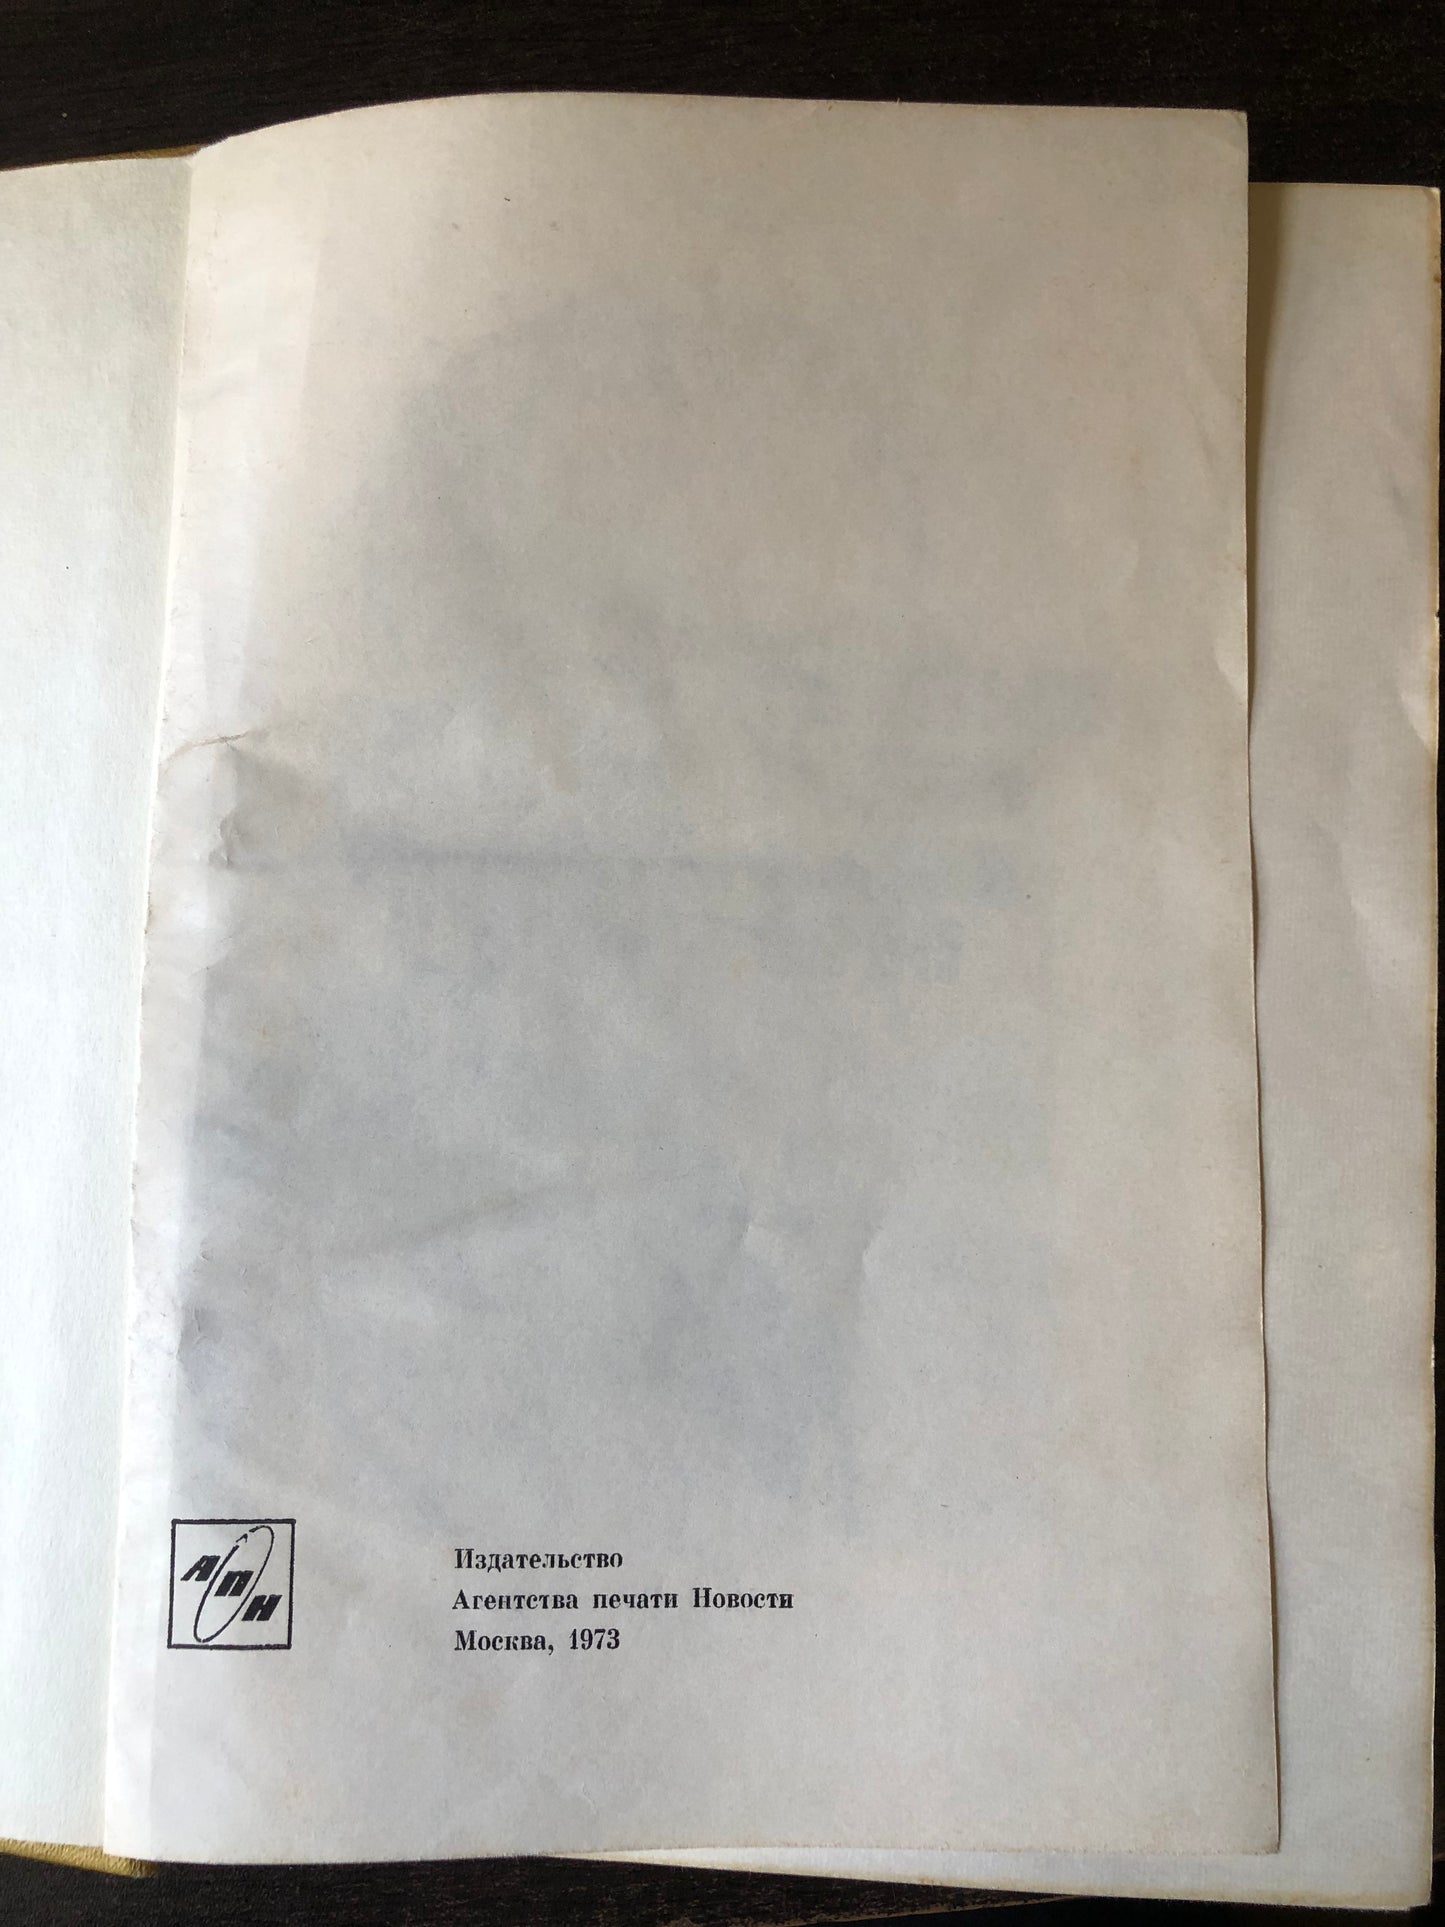 АПН
Издательство
Агентства печати Новости
Москва, 1973